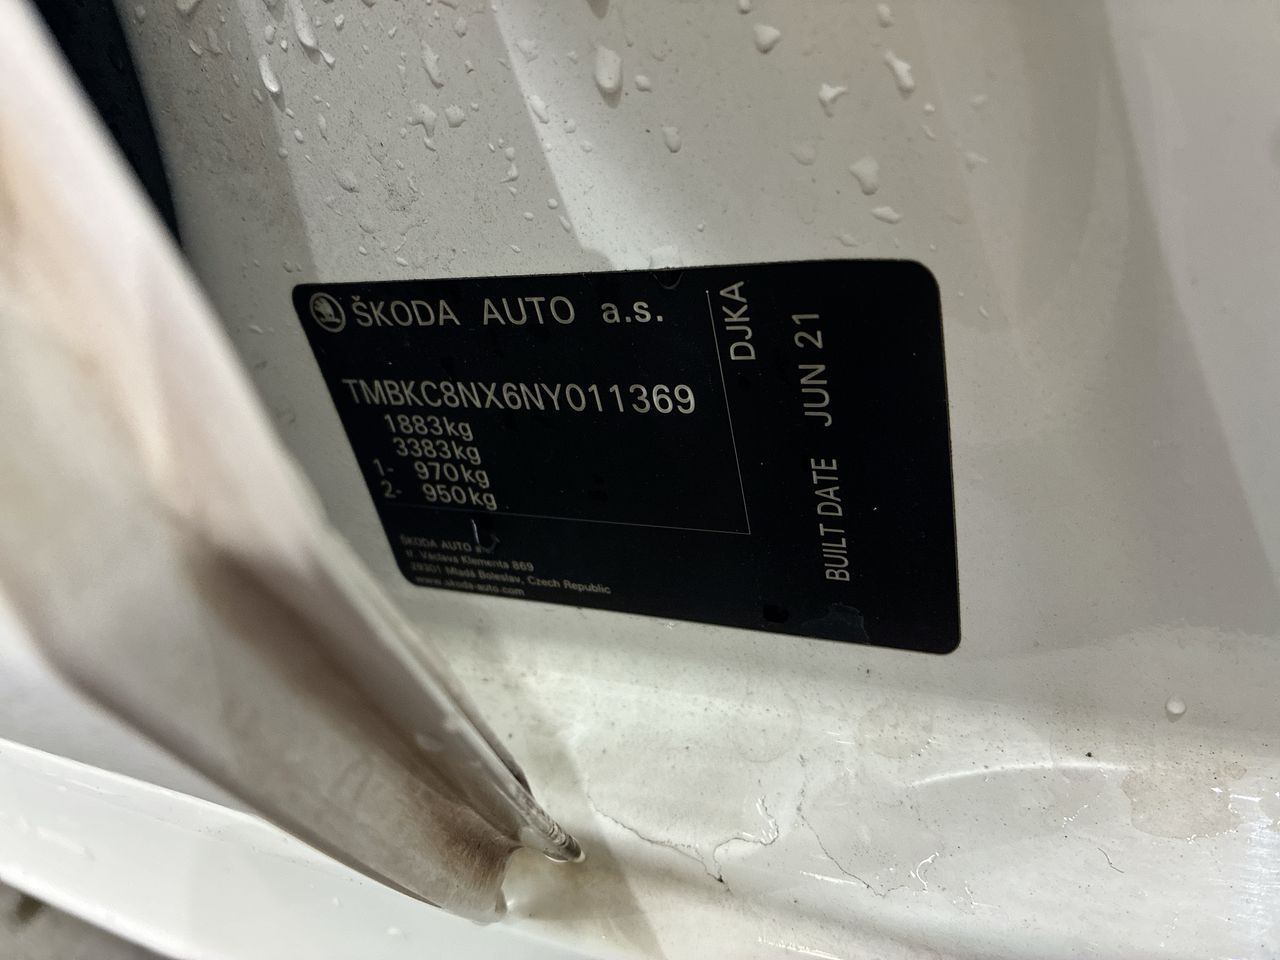 ŠKODA AUTO a.s.
TMBKC8NX6NY011369
1883kg
3383kg
1- 970kg
2- 950kg
DJKA
BUILT DATE JUN 21
ŠKODA AUTO
tř. Václava Klementa 869
29301 Mladá Boleslav, Czech Republic
www.skoda-auto.com